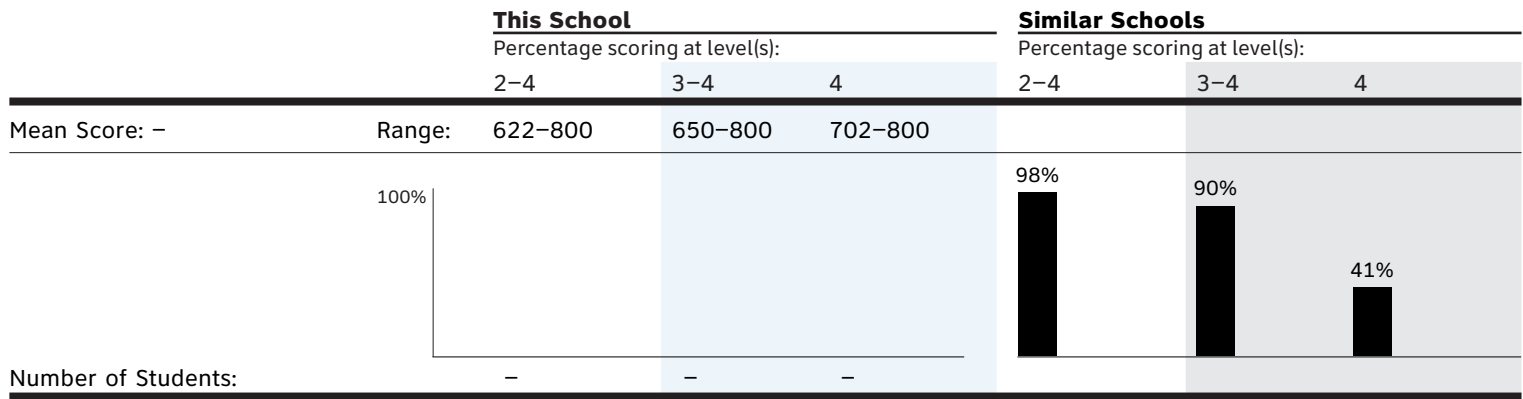 This School Similar Schools
Percentage scoring at level(s): Percentage scoring at level(s):
2–4 3–4 4 2–4 3–4 4
Mean Score: – Range: 622–800 650–800 702–800
98%
90%
100%
41%
Number of Students: – – –